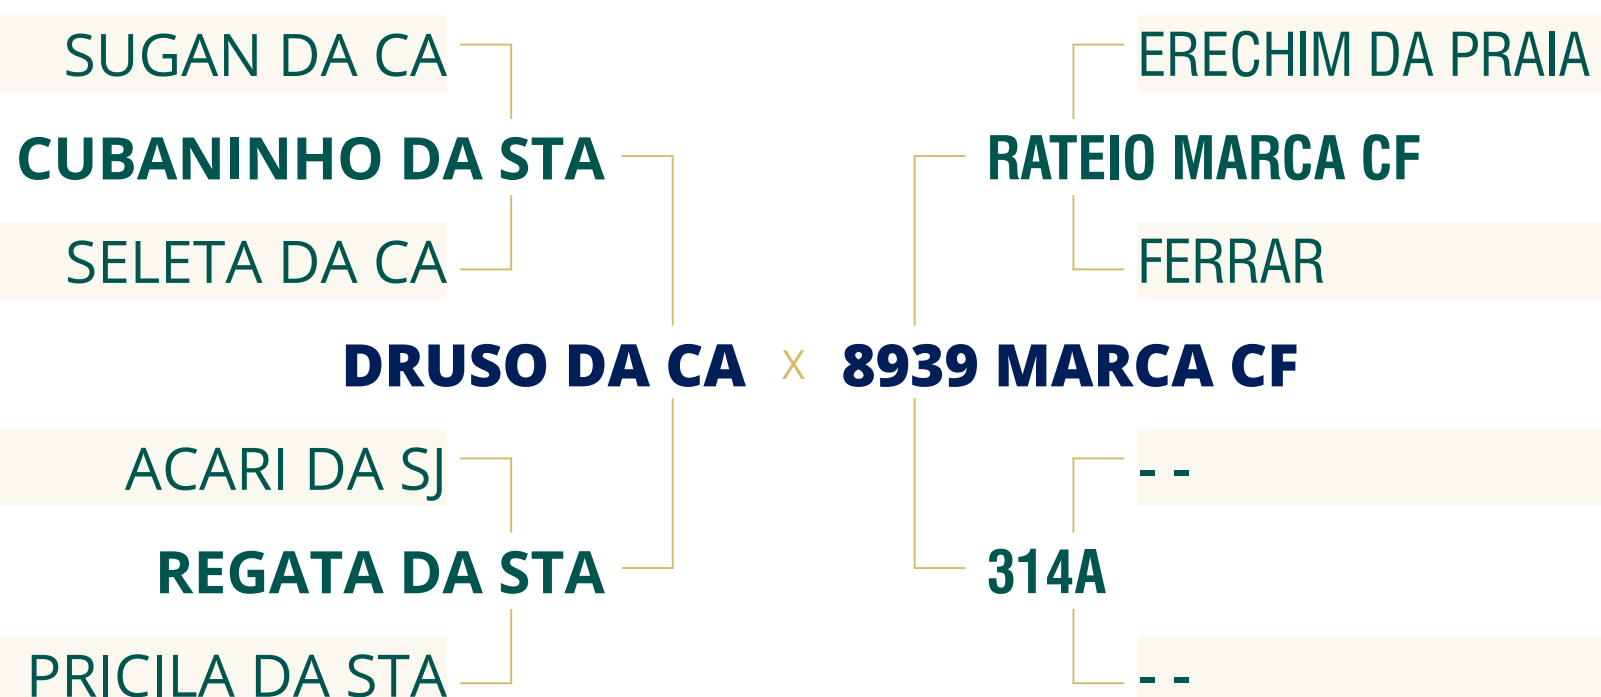 SUGAN DA CA
ERECHIM DA PRAIA
CUBANINHO DA STA
RATEIO MARCA CF
SELETA DA CA
FERRAR
DRUSO DA CA X 8939 MARCA CF
ACARI DA SJ
- -
REGATA DA STA
314A
PRICILA DA STA
- -